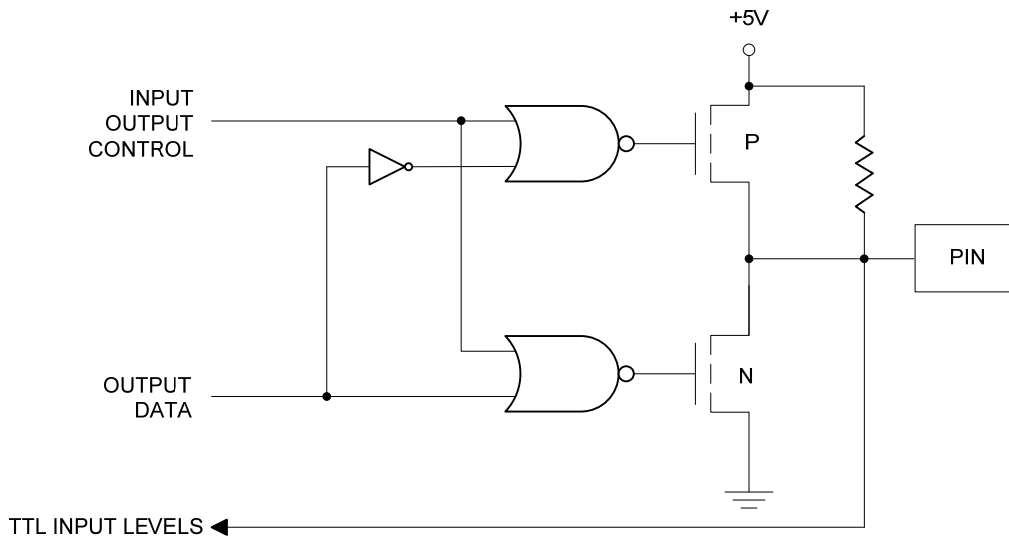 +5V
INPUT
OUTPUT
CONTROL
P
PIN
OUTPUT
DATA
N
TTL INPUT LEVELS